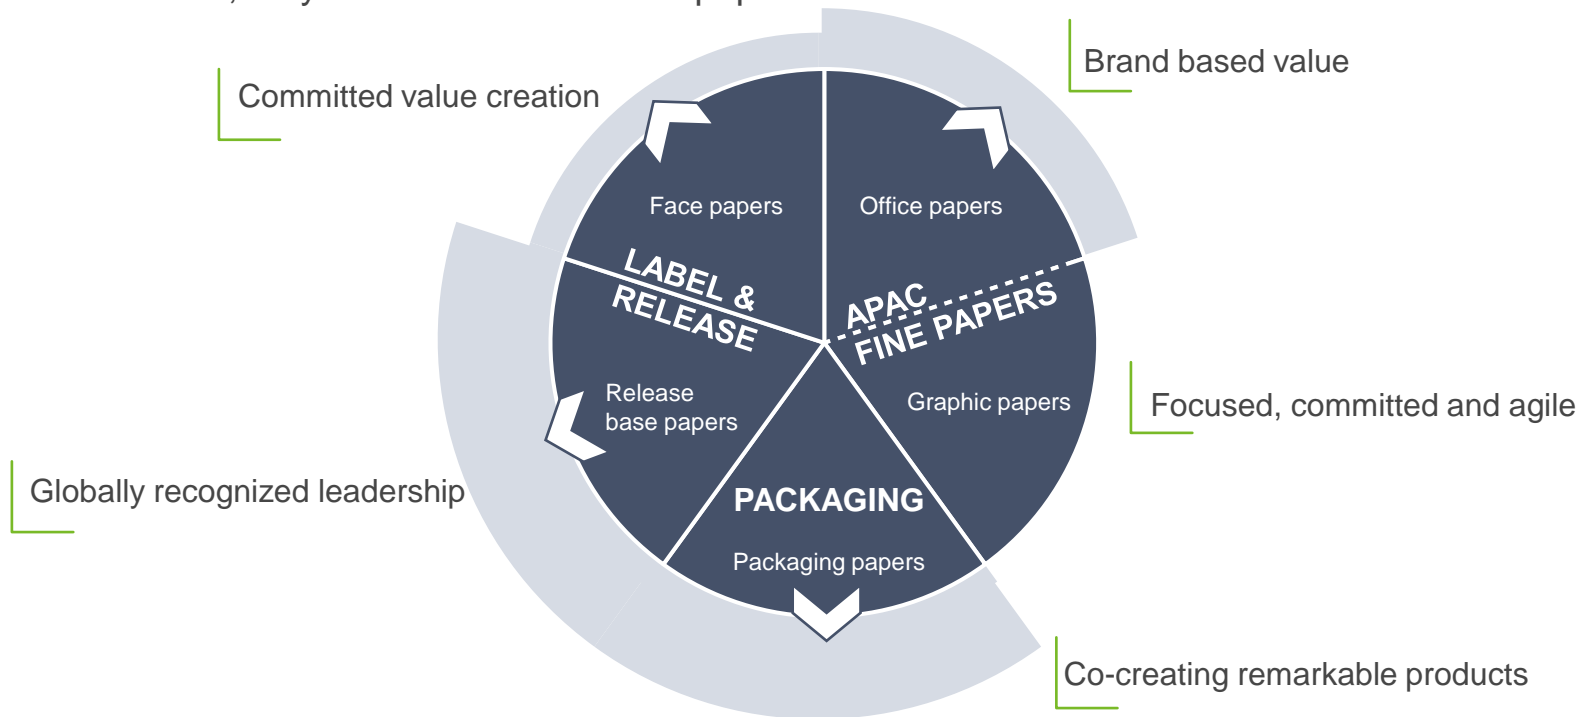 Brand based value
Committed value creation
Face papers
Office papers
LABEL &
RELEASE
APAC
FINE PAPERS
Release
base papers
Graphic papers
Focused, committed and agile
Globally recognized leadership
PACKAGING
Packaging papers
Co-creating remarkable products